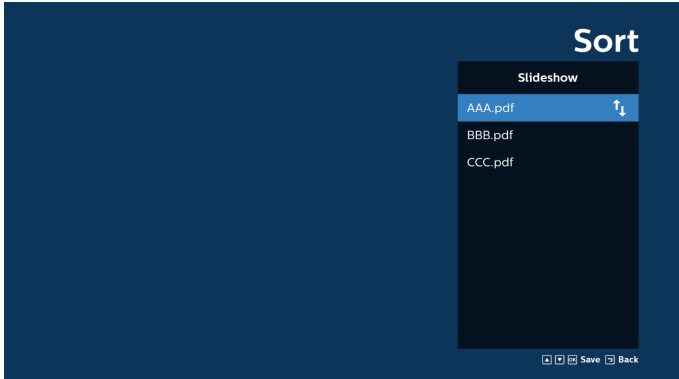 Sort
Slideshow
AAA.pdf
BBB.pdf
CCC.pdf
OK Save Back